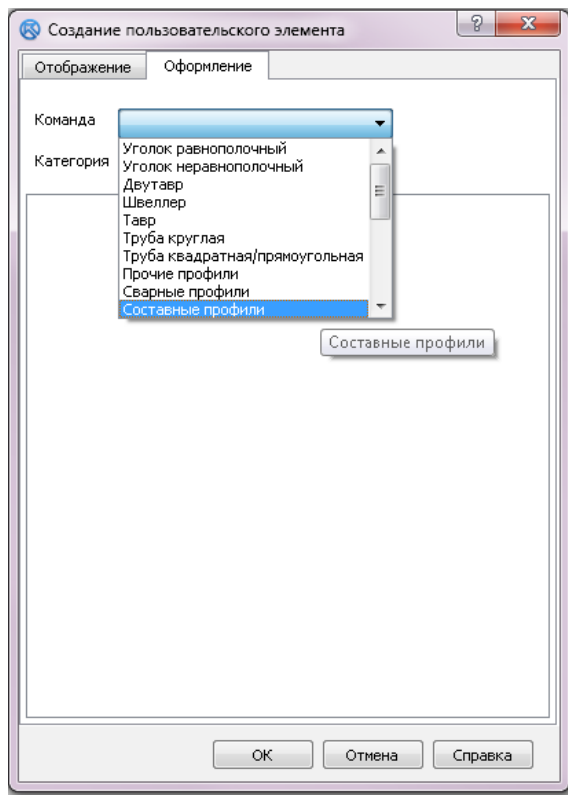 Создание пользовательского элемента
?
Отображение
Оформление
Команда
Уголок равнополочный
Уголок неравнополочный
Категория
Двутавр
Швеллер
Тавр
Труба круглая
Труба квадратная/прямоугольная
Прочие профили
Сварные профили
Составные профили
Составные профили
ОК
Отмена
Справка